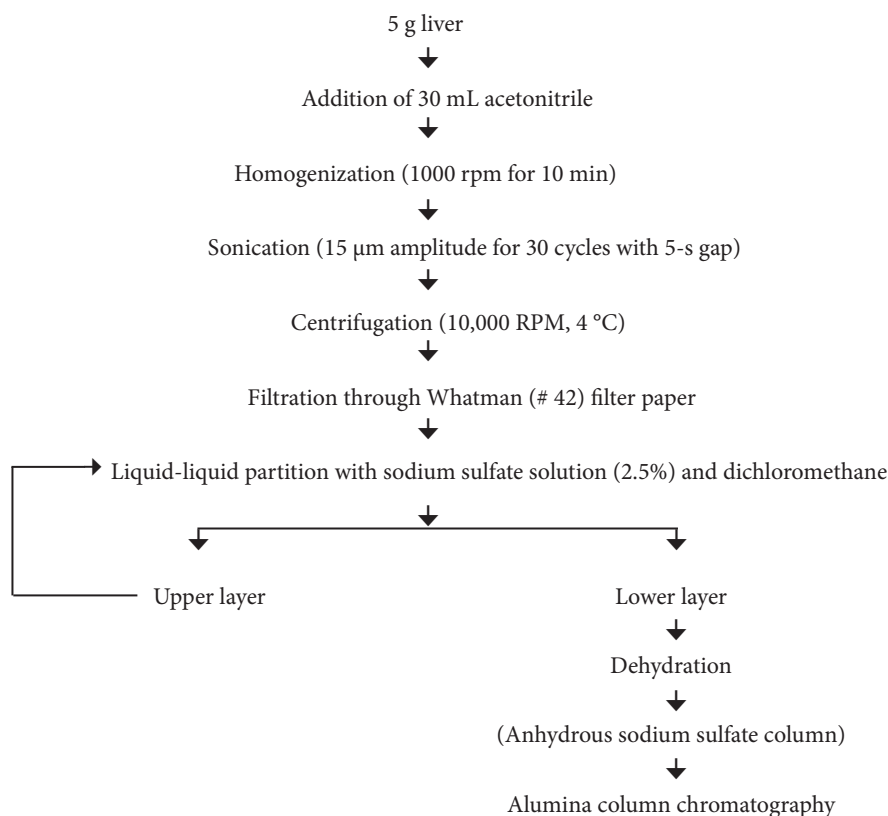 5 g liver
Addition of 30 mL acetonitrile
Homogenization (1000 rpm for 10 min)
Sonication (15 µm amplitude for 30 cycles with 5-s gap)
Centrifugation (10,000 RPM, 4 °C)
Filtration through Whatman (# 42) filter paper
Liquid-liquid partition with sodium sulfate solution (2.5%) and dichloromethane
Upper layer
Lower layer
Dehydration
(Anhydrous sodium sulfate column)
Alumina column chromatography